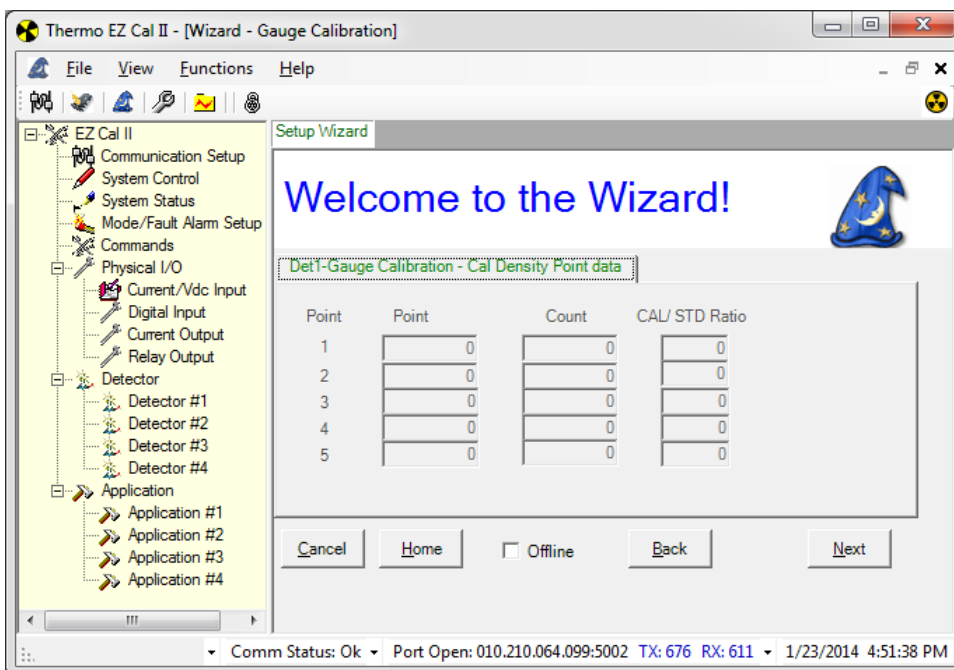 Thermo EZ Cal II - [Wizard - Gauge Calibration]
File View Functions Help
EZ Cal II
Communication Setup
System Control
System Status
Mode/Fault Alarm Setup
Commands
Physical I/O
Current/Vdc Input
Digital Input
Current Output
Relay Output
Detector
Detector #1
Detector #2
Detector #3
Detector #4
Application
Application #1
Application #2
Application #3
Application #4
Setup Wizard
Welcome to the Wizard!
Det1-Gauge Calibration - Cal Density Point data
Point Point Count CAL/ STD Ratio
1 0 0 0
2 0 0 0
3 0 0 0
4 0 0 0
5 0 0 0
Cancel Home Offline Back Next
Comm Status: Ok Port Open: 010.210.064.099:5002 TX: 676 RX: 611 1/23/2014 4:51:38 PM